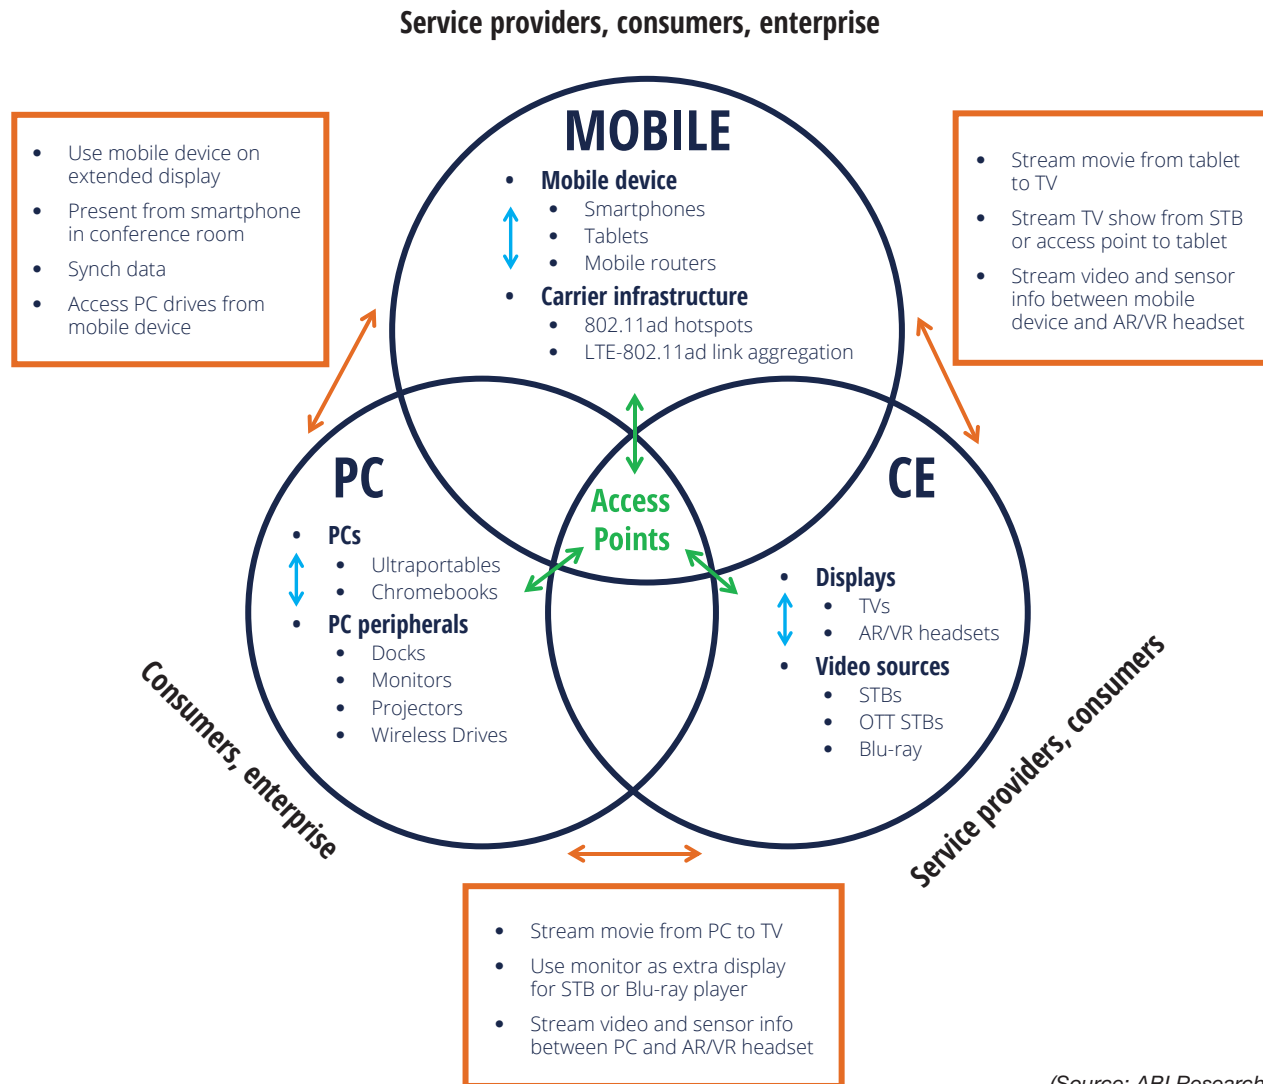 Service providers, consumers, enterprise
MOBILE
• Mobile device
• Smartphones
• Tablets
• Mobile routers
• Carrier infrastructure
• 802.11ad hotspots
• LTE-802.11ad link aggregation
• Use mobile device on
extended display
• Present from smartphone
in conference room
• Synch data
• Access PC drives from
mobile device
• Stream movie from tablet
to TV
• Stream TV show from STB
or access point to tablet
• Stream video and sensor
info between mobile
device and AR/VR headset
PC
• PCs
• Ultraportables
• Chromebooks
• PC peripherals
• Docks
• Monitors
• Projectors
• Wireless Drives
Access
Points
CE
• Displays
• TVs
• AR/VR headsets
• Video sources
• STBs
• OTT STBs
• Blu-ray
Consumers, enterprise
Service providers, consumers
• Stream movie from PC to TV
• Use monitor as extra display
for STB or Blu-ray player
• Stream video and sensor info
between PC and AR/VR headset
(Source: ABI Research